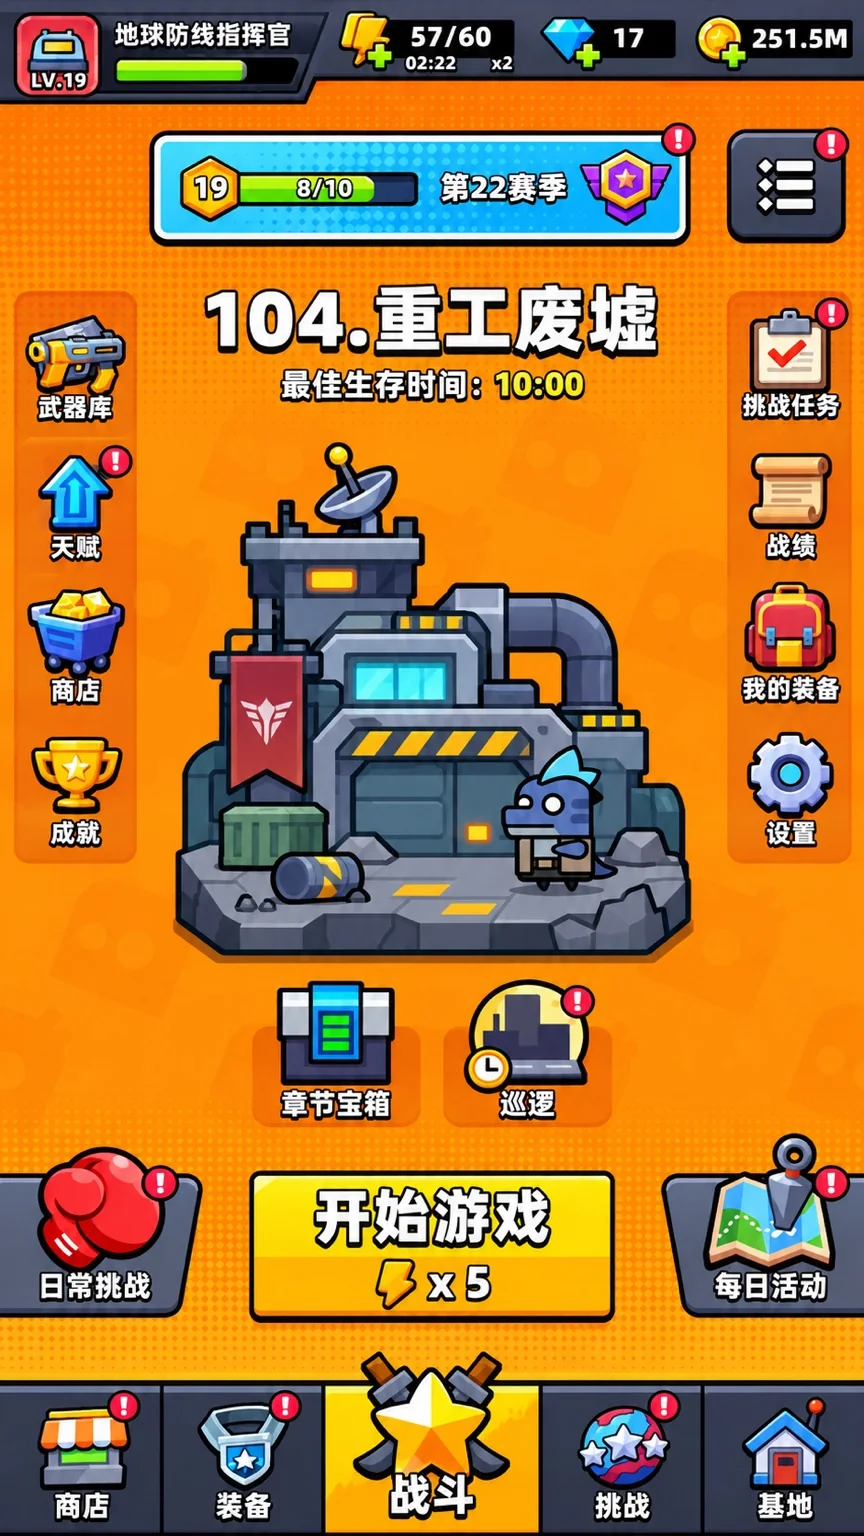 地球防线指挥官
LV.19
57/60
02:22 x2
17
251.5M
19
8/10
第22赛季
104.重工废墟
最佳生存时间：10:00
武器库
天赋
商店
成就
挑战任务
战绩
我的装备
设置
章节宝箱
巡逻
日常挑战
开始游戏
x 5
每日活动
商店
装备
战斗
挑战
基地